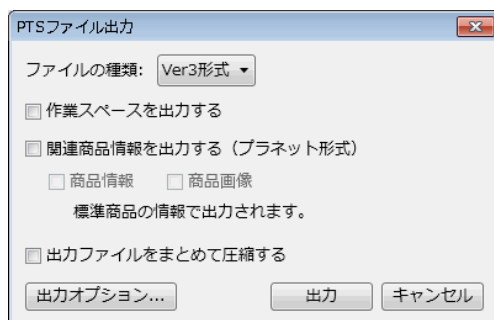 PTSファイル出力
ファイルの種類: Ver3形式
作業スペースを出力する
関連商品情報を出力する（プラネット形式）
商品情報 商品画像
標準商品の情報で出力されます。
出力ファイルをまとめて圧縮する
出力オプション... 出力 キャンセル